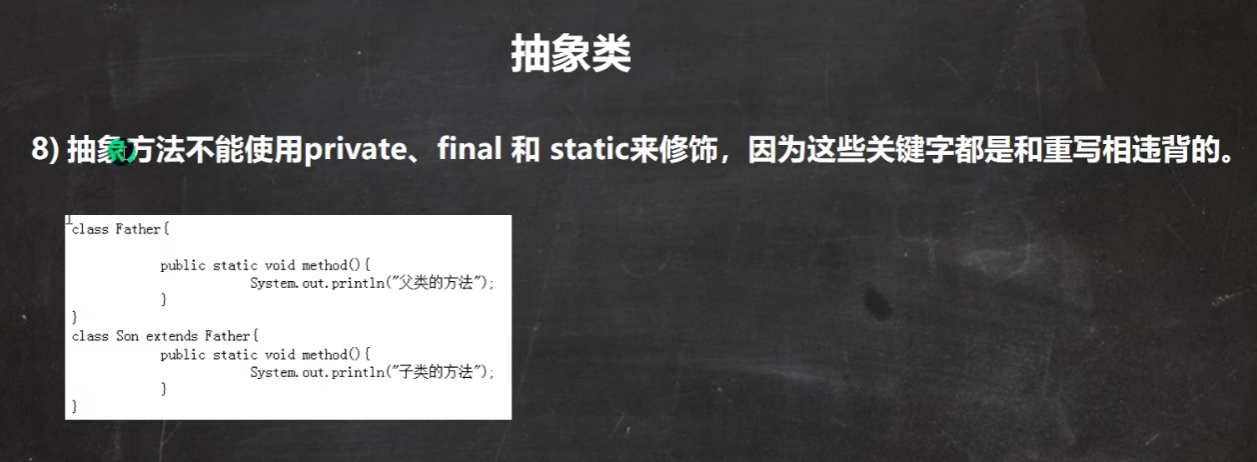 抽象类
8) 抽象方法不能使用private、final 和 static来修饰，因为这些关键字都是和重写相违背的。
class Father{
public static void method(){
System.out.println("父类的方法");
}
}
class Son extends Father{
public static void method(){
System.out.println("子类的方法");
}
}